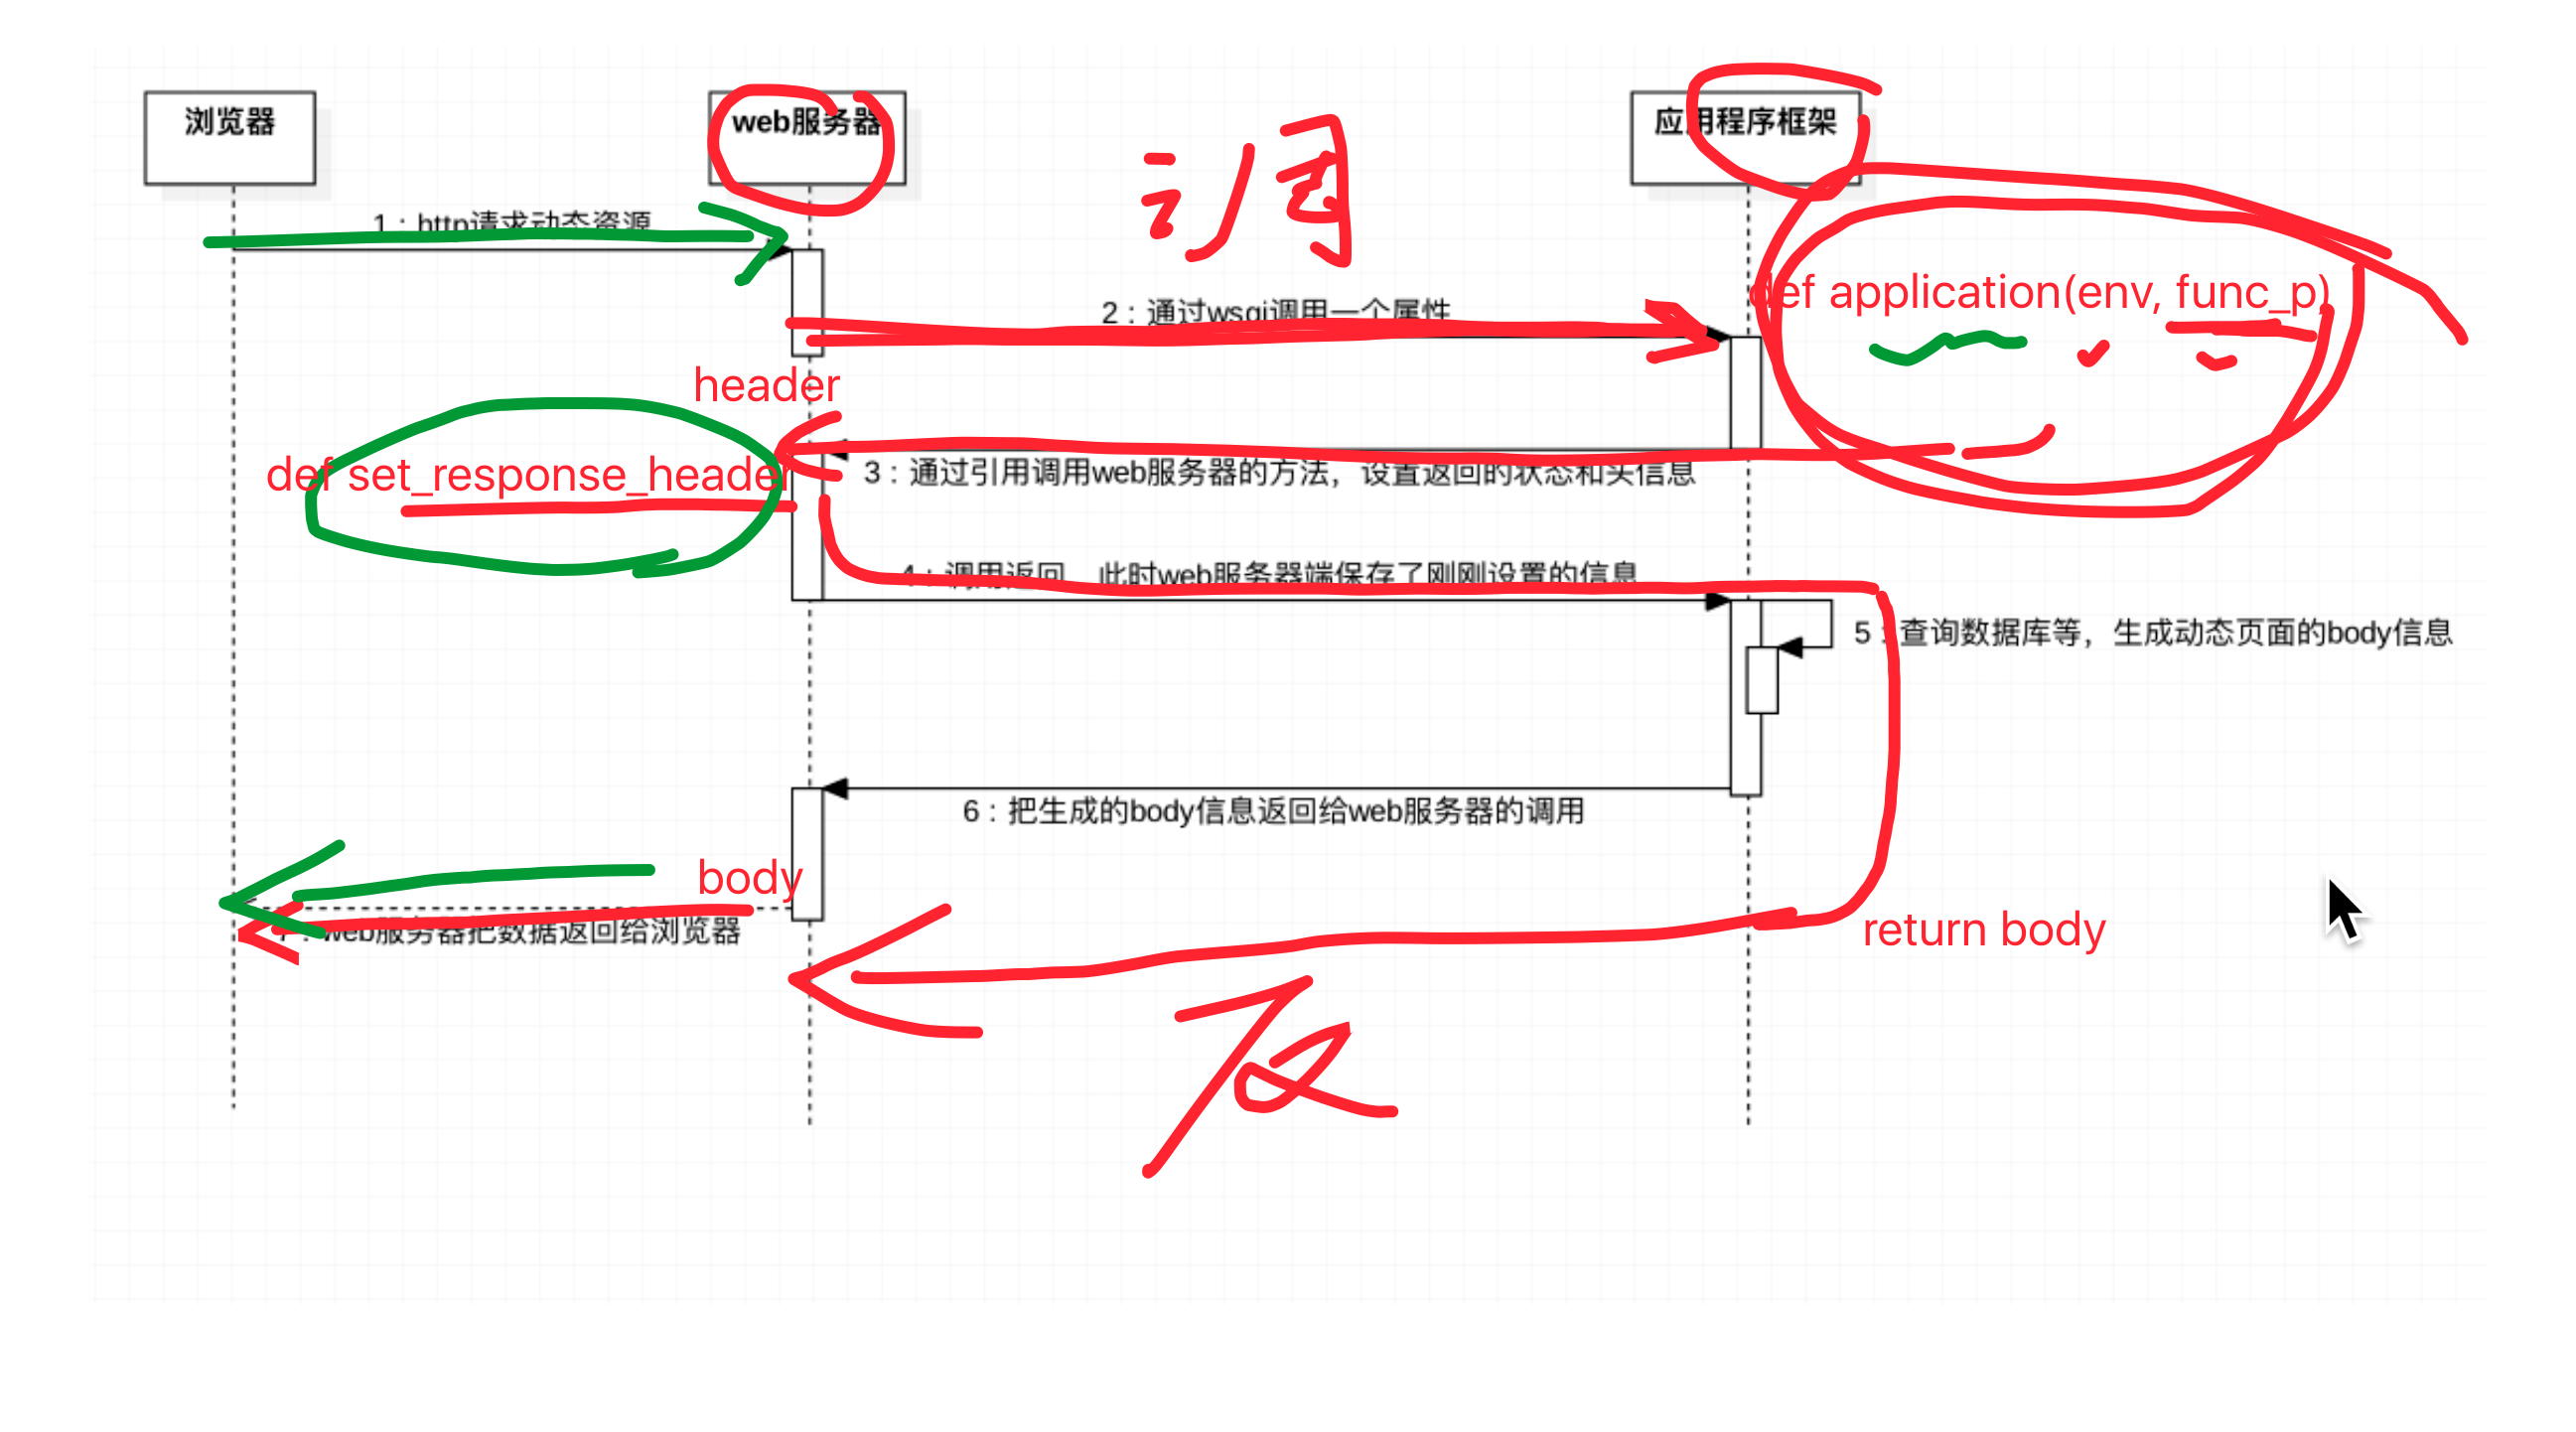 浏览器
web服务器
应用程序框架
调
1：http请求动态资源
def application(env, func_p)
2：通过wsgi调用一个属性
header
def set_response_header
3：通过引用调用web服务器的方法，设置返回的状态和头信息
4：调用返回，此时web服务器端保存了刚刚设置的信息
5：查询数据库等，生成动态页面的body信息
6：把生成的body信息返回给web服务器的调用
body
7：web服务器把数据返回给浏览器
return body